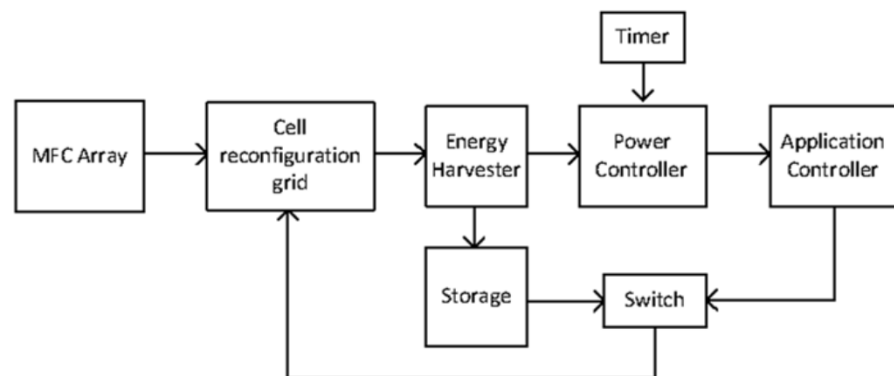 Timer
MFC Array
Cell
reconfiguration
grid
Energy
Harvester
Power
Controller
Application
Controller
Storage
Switch